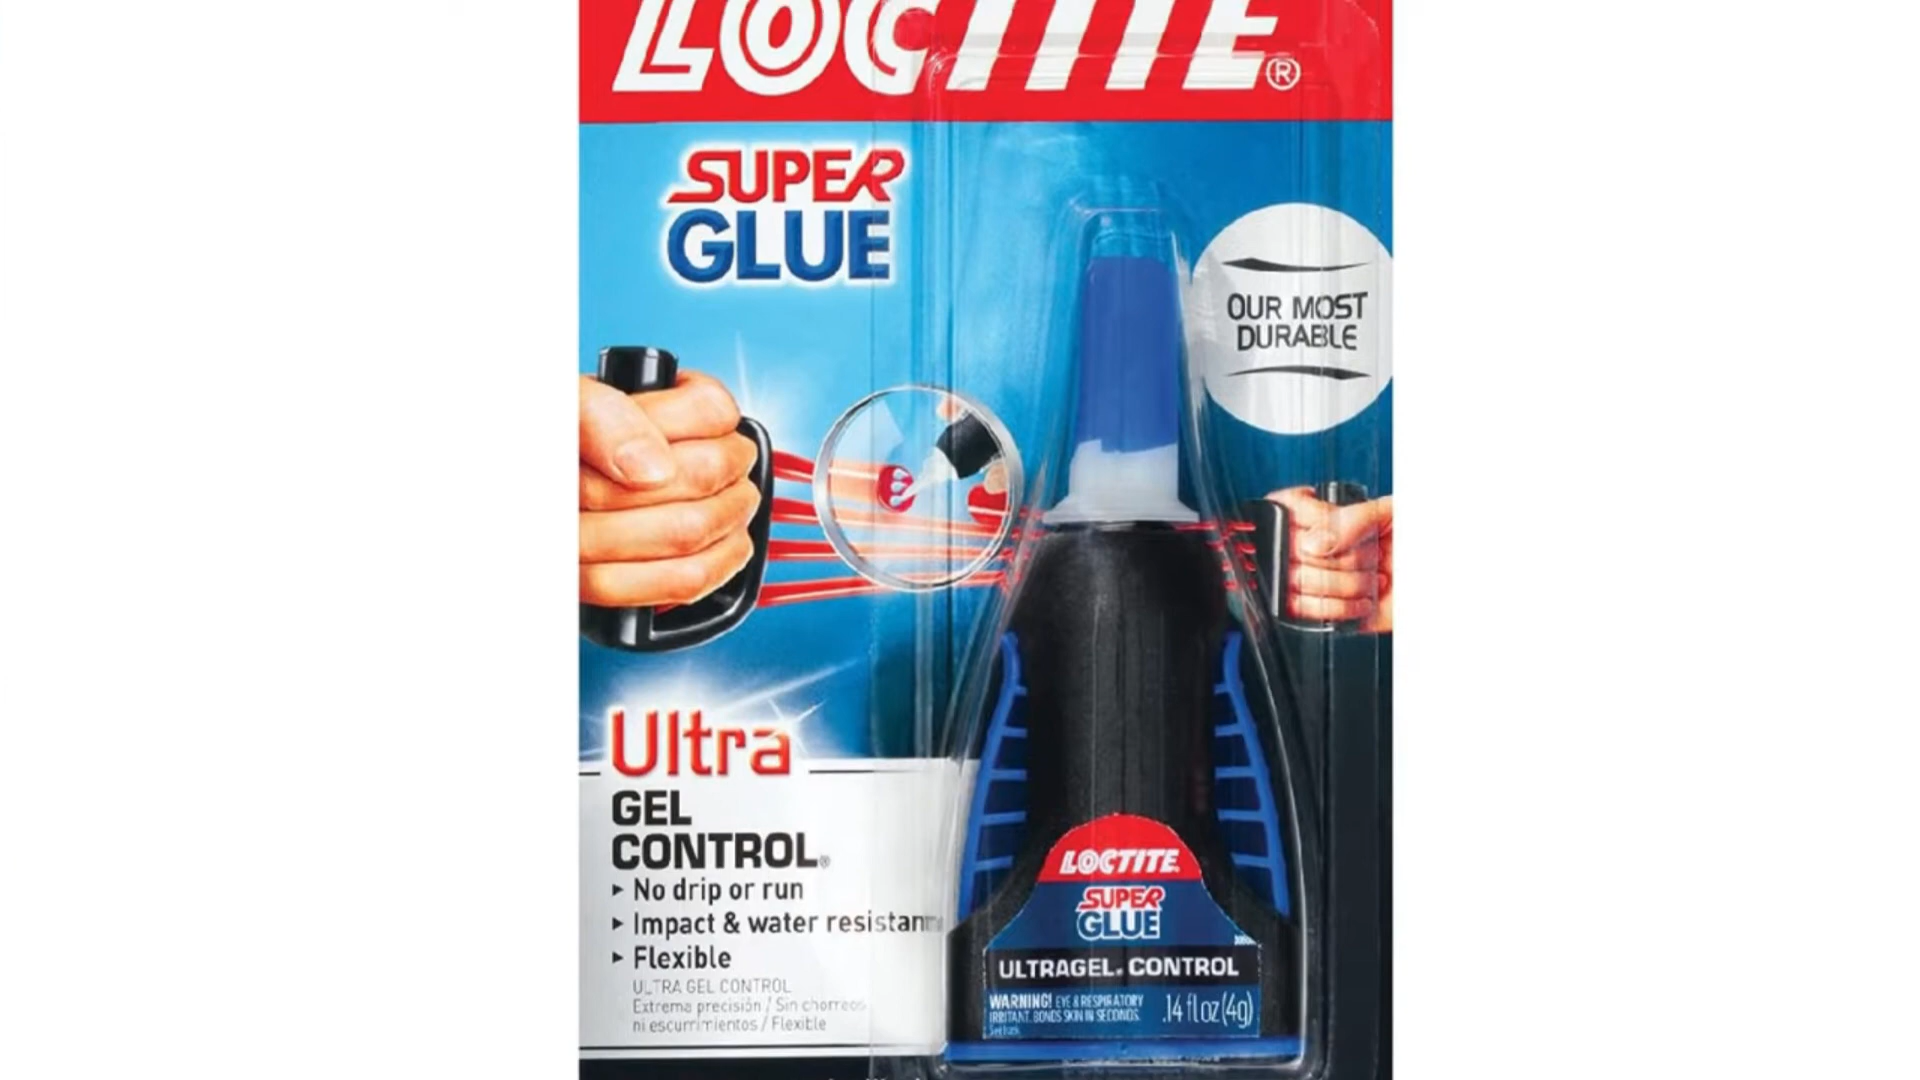 LOCTITE®
SUPER
GLUE
OUR MOST
DURABLE
Ultra
GEL
CONTROL®
▸ No drip or run
▸ Impact & water resistant
▸ Flexible
ULTRA GEL CONTROL
Extrema precisión / Sin chorreos
ni escurrimientos / Flexible
LOCTITE
SUPER
GLUE
ULTRAGEL® CONTROL
WARNING! EYE & RESPIRATORY
IRRITANT. BONDS SKIN IN SECONDS.
.14 fl oz (4g)